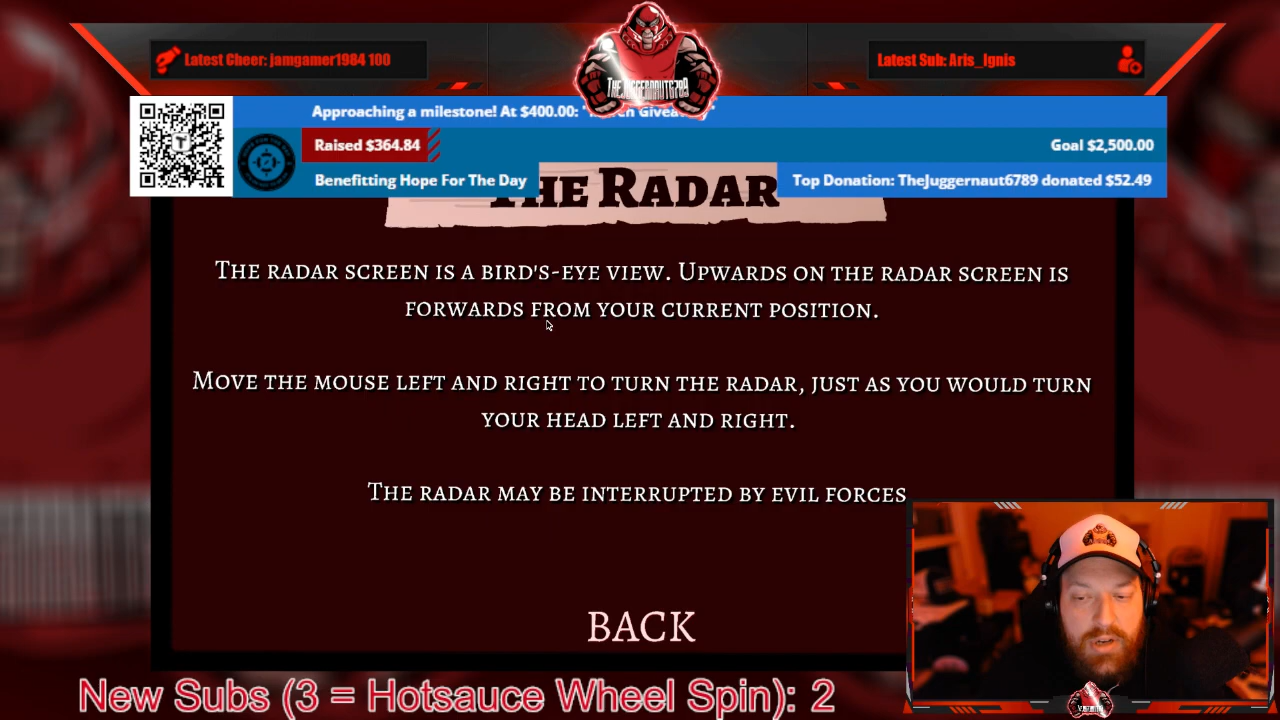 Latest Cheer: jamgamer1984 100
TheJuggernaut6789
Latest Sub: Aris_Ignis
Approaching a milestone! At $400.00: "
Raised $364.84
Goal $2,500.00
Benefitting Hope For The Day
Top Donation: TheJuggernaut6789 donated $52.49
The Radar
The radar screen is a bird's-eye view. Upwards on the radar screen is
forwards from your current position.
Move the mouse left and right to turn the radar, just as you would turn
your head left and right.
The radar may be interrupted by evil forces
BACK
New Subs (3 = Hotsauce Wheel Spin): 2